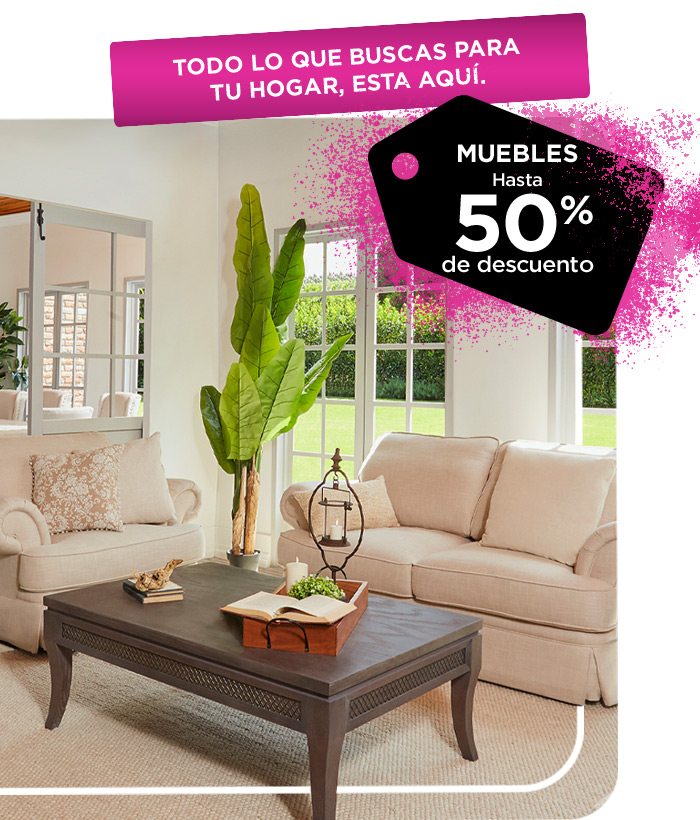 TODO LO QUE BUSCAS PARA
TU HOGAR, ESTA AQUÍ.
MUEBLES
Hasta
50%
de descuento